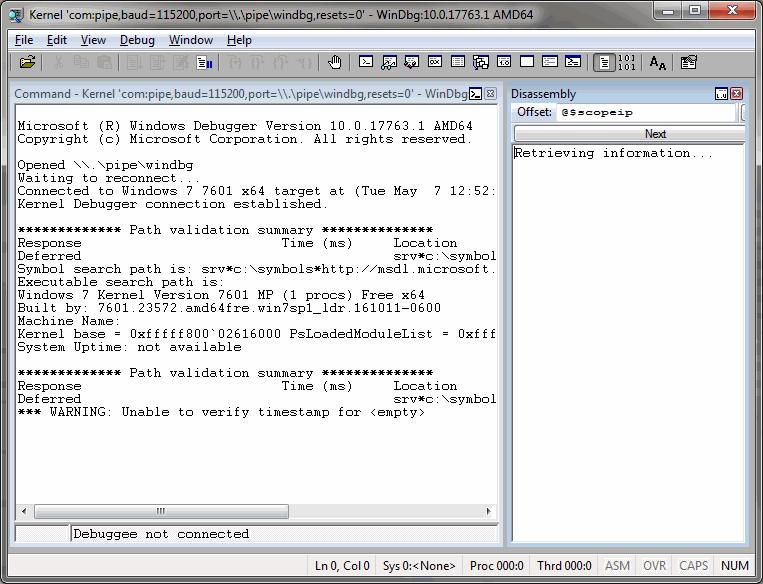 Kernel 'com:pipe,baud=115200,port=\\.\pipe\windbg,resets=0' - WinDbg:10.0.17763.1 AMD64
File Edit View Debug Window Help
Command - Kernel 'com:pipe,baud=115200,port=\\.\pipe\windbg,resets=0' - WinDbg
Microsoft (R) Windows Debugger Version 10.0.17763.1 AMD64
Copyright (c) Microsoft Corporation. All rights reserved.
Opened \\.\pipe\windbg
Waiting to reconnect...
Connected to Windows 7 7601 x64 target at (Tue May  7 12:52:
Kernel Debugger connection established.
************* Path validation summary **************
Response Time (ms) Location
Deferred srv*c:\symbol
Symbol search path is: srv*c:\symbols*http://msdl.microsoft.
Executable search path is:
Windows 7 Kernel Version 7601 MP (1 procs) Free x64
Built by: 7601.23572.amd64fre.win7sp1_ldr.161011-0600
Machine Name:
Kernel base = 0xfffff800`02616000 PsLoadedModuleList = 0xfff
System Uptime: not available
************* Path validation summary **************
Response Time (ms) Location
Deferred srv*c:\symbol
*** WARNING: Unable to verify timestamp for <empty>
Debuggee not connected
Disassembly
Offset: @$scopeip
Next
Retrieving information...
Ln 0, Col 0 Sys 0:<None> Proc 000:0 Thrd 000:0 ASM OVR CAPS NUM